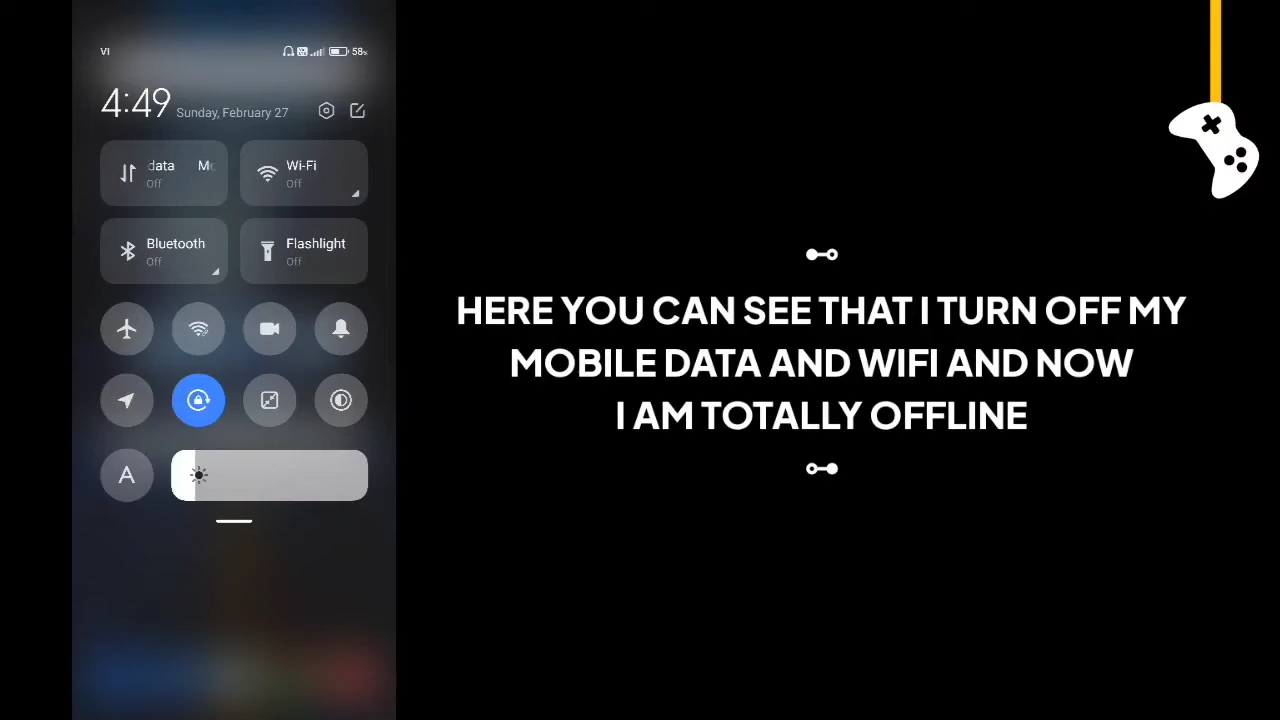 VI
58%
4:49 Sunday, February 27
data
Off
Wi-Fi
Off
Bluetooth
Off
Flashlight
Off
A
HERE YOU CAN SEE THAT I TURN OFF MY
MOBILE DATA AND WIFI AND NOW
I AM TOTALLY OFFLINE